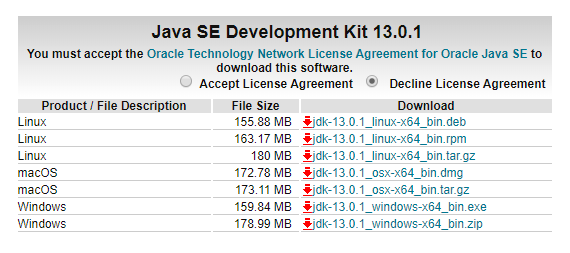 Java SE Development Kit 13.0.1
You must accept the Oracle Technology Network License Agreement for Oracle Java SE to
download this software.
Accept License Agreement Decline License Agreement
Product / File Description File Size Download
Linux 155.88 MB jdk-13.0.1_linux-x64_bin.deb
Linux 163.17 MB jdk-13.0.1_linux-x64_bin.rpm
Linux 180 MB jdk-13.0.1_linux-x64_bin.tar.gz
macOS 172.78 MB jdk-13.0.1_osx-x64_bin.dmg
macOS 173.11 MB jdk-13.0.1_osx-x64_bin.tar.gz
Windows 159.84 MB jdk-13.0.1_windows-x64_bin.exe
Windows 178.99 MB jdk-13.0.1_windows-x64_bin.zip